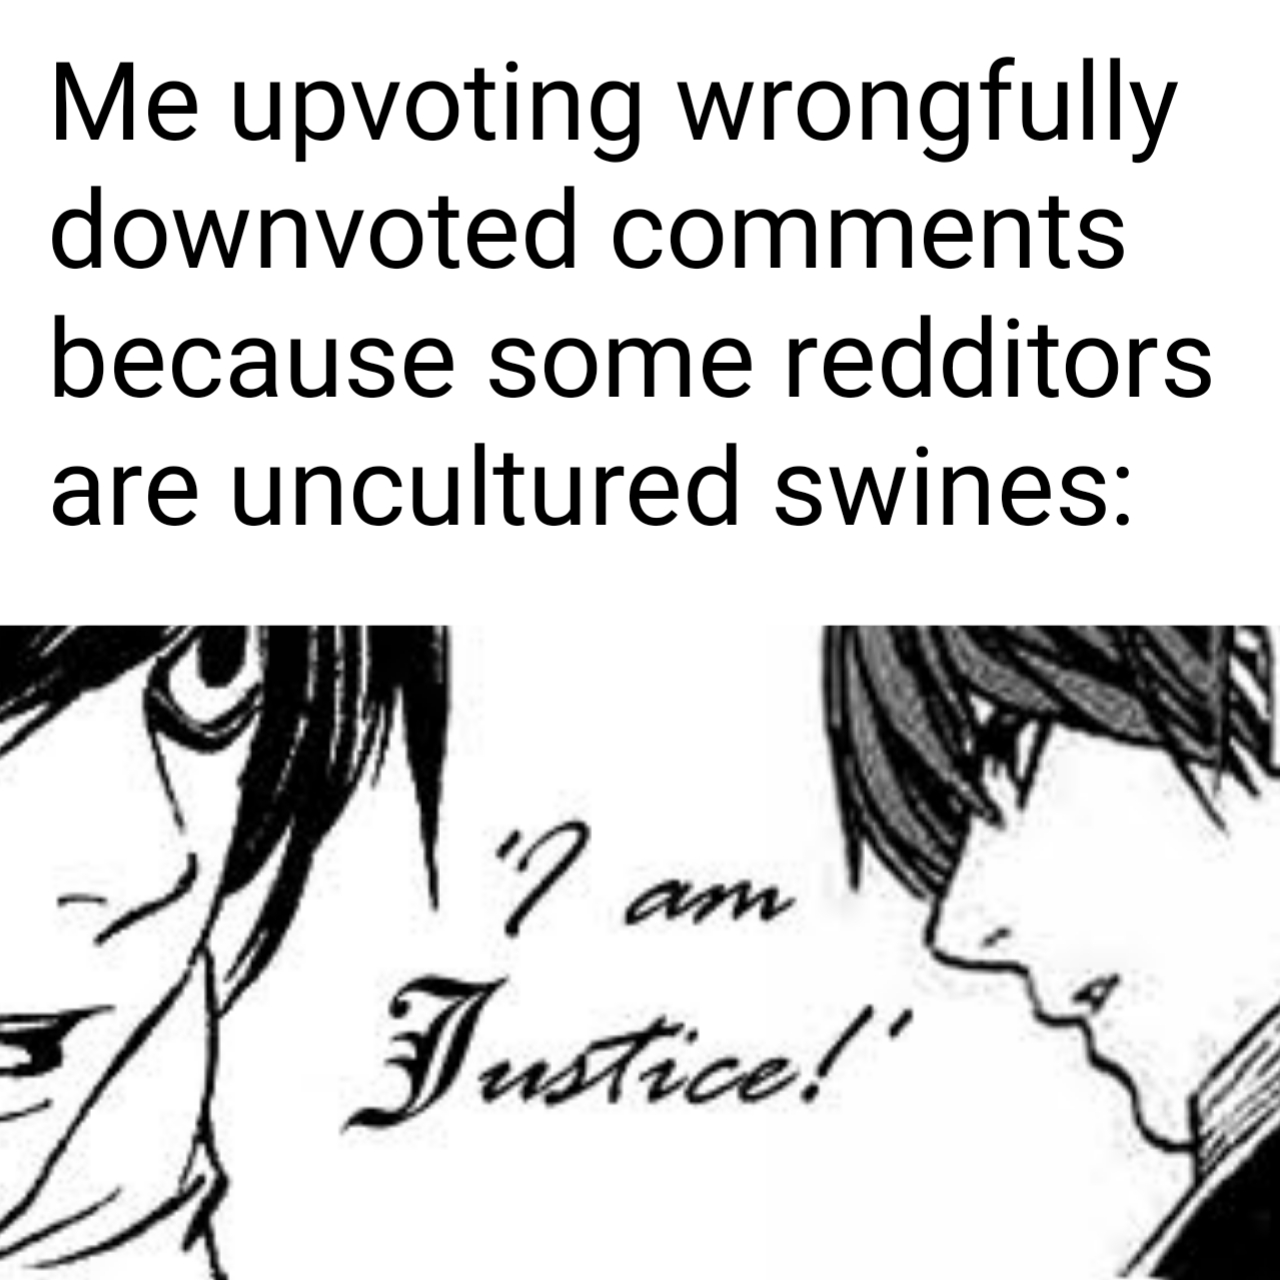 Me upvoting wrongfully
downvoted comments
because some redditors
are uncultured swines:
"I am
Justice!'